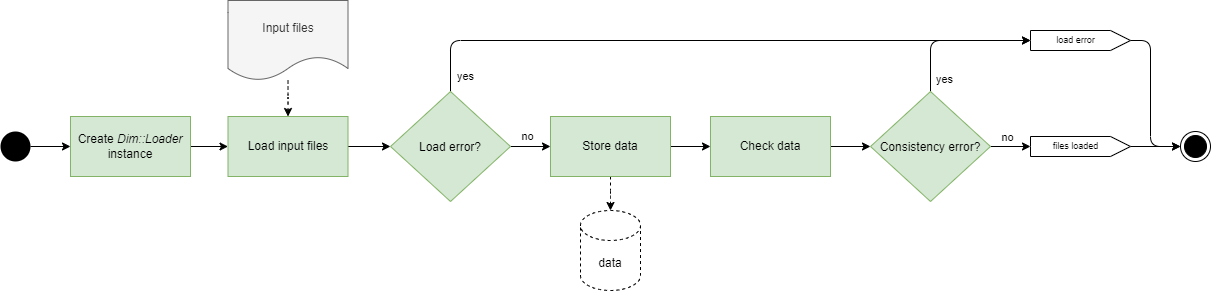 Input files
load error
yes
yes
Create Dim::Loader
instance
Load input files
Load error?
no
Store data
Check data
Consistency error?
no
files loaded
data